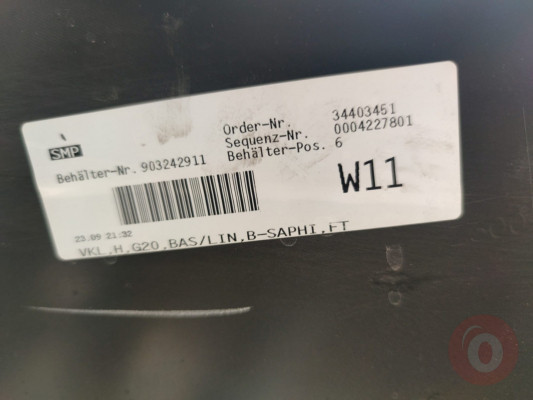 SMP
Order-Nr. 34403451
Sequenz-Nr. 0004227801
Behälter-Nr. 903242911
Behälter-Pos. 6
W11
23.09 21:32
VKL,H,G20,BAS/LIN,B-SAPHI,FT